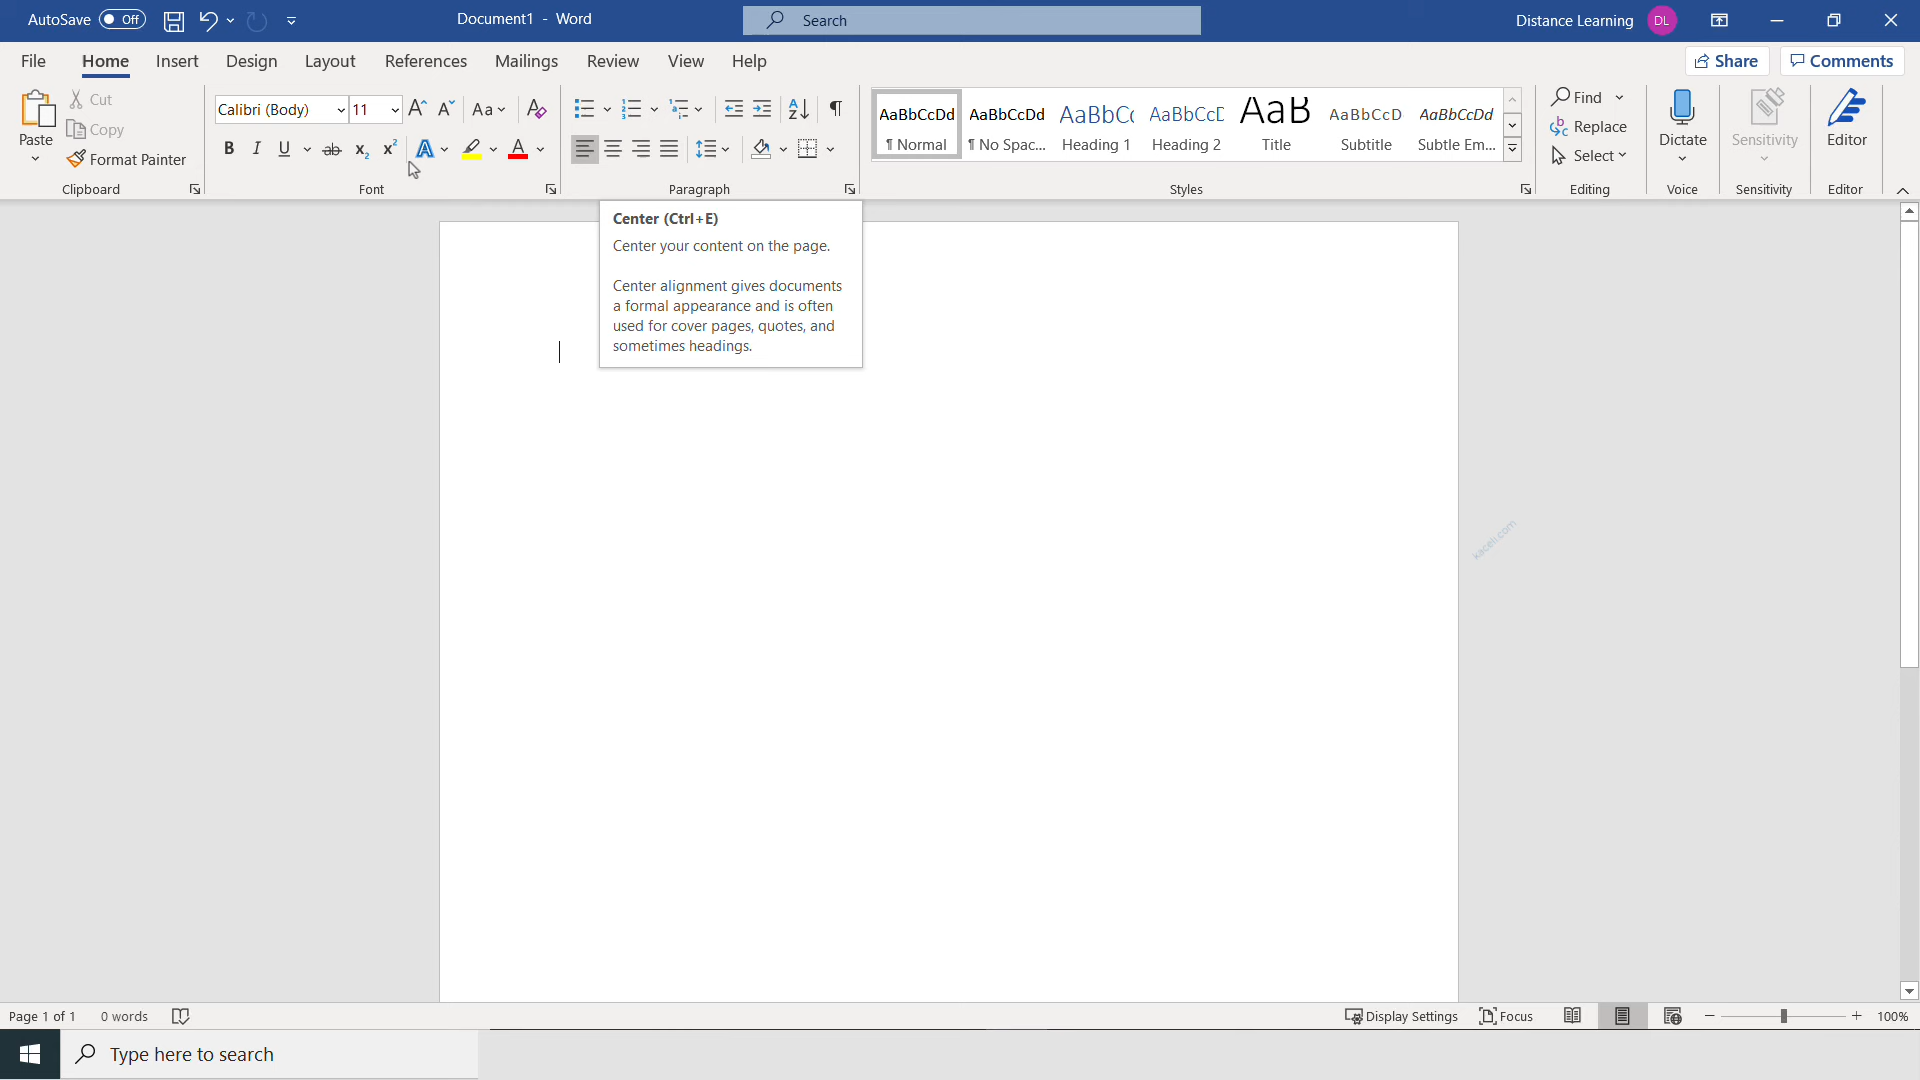 AutoSave Off Document1 - Word Search Distance Learning DL
File Home Insert Design Layout References Mailings Review View Help Share Comments
Paste
Cut
Copy
Format Painter
Clipboard
Calibri (Body) 11 Aa
B I U ab x2 x2 A A
Font
Paragraph
AaBbCcDd AaBbCcDd AaBbCc AaBbCcE AaB AaBbCcD AaBbCcDd
¶ Normal ¶ No Spac... Heading 1 Heading 2 Title Subtitle Subtle Em...
Styles
Find
Replace
Select
Editing
Dictate
Voice
Sensitivity
Sensitivity
Editor
Editor
Center (Ctrl+E)
Center your content on the page.
Center alignment gives documents
a formal appearance and is often
used for cover pages, quotes, and
sometimes headings.
kaceli.com
Page 1 of 1 0 words Display Settings Focus 100%
Type here to search